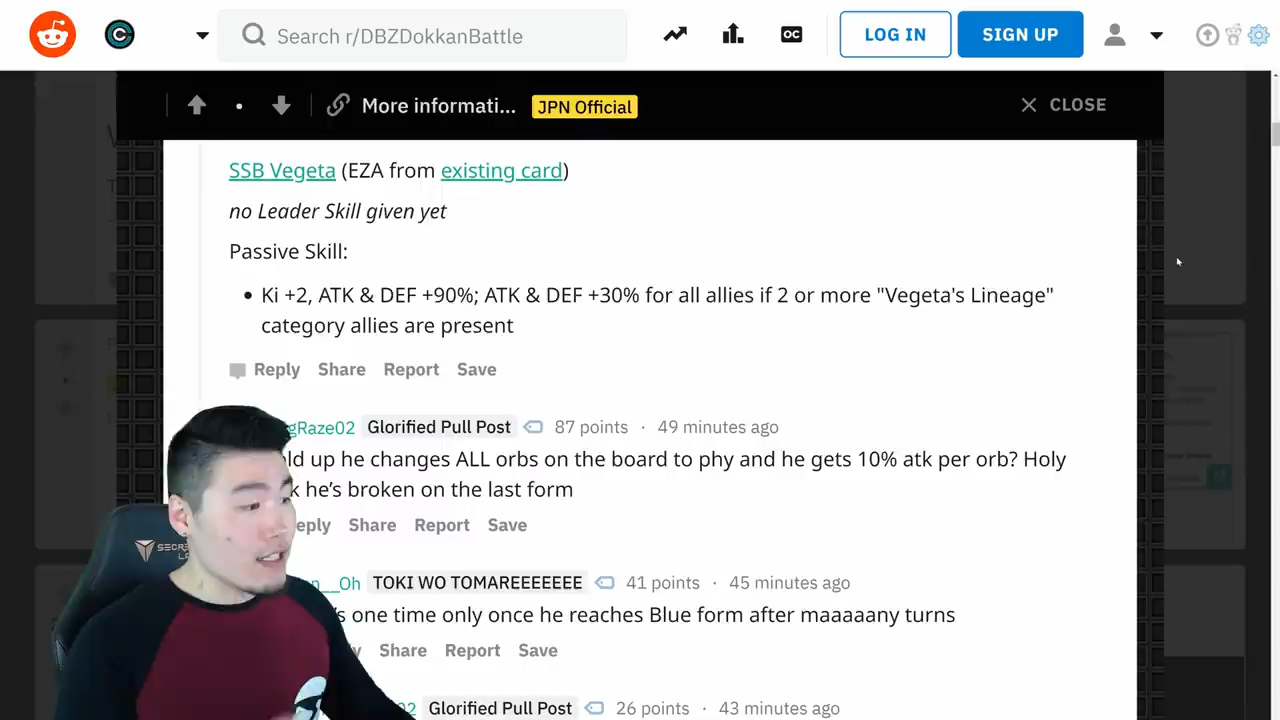 Search r/DBZDokkanBattle
OC
LOG IN
SIGN UP
More informati...
JPN Official
CLOSE
SSB Vegeta (EZA from existing card)
no Leader Skill given yet
Passive Skill:
• Ki +2, ATK & DEF +90%; ATK & DEF +30% for all allies if 2 or more "Vegeta's Lineage"
category allies are present
Reply Share Report Save
gRaze02 Glorified Pull Post 87 points · 49 minutes ago
ld up he changes ALL orbs on the board to phy and he gets 10% atk per orb? Holy
k he’s broken on the last form
eply Share Report Save
n__Oh TOKI WO TOMAREEEEEEE 41 points · 45 minutes ago
s one time only once he reaches Blue form after maaaaany turns
y Share Report Save
02 Glorified Pull Post 26 points · 43 minutes ago